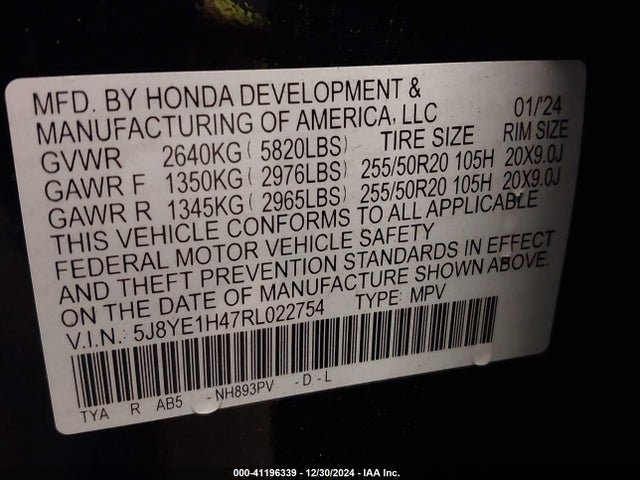 MFD. BY HONDA DEVELOPMENT &
MANUFACTURING OF AMERICA, LLC 01/'24
GVWR 2640KG ( 5820LBS) TIRE SIZE RIM SIZE
GAWR F 1350KG ( 2976LBS) 255/50R20 105H 20X9.0J
GAWR R 1345KG ( 2965LBS) 255/50R20 105H 20X9.0J
THIS VEHICLE CONFORMS TO ALL APPLICABLE
FEDERAL MOTOR VEHICLE SAFETY
AND THEFT PREVENTION STANDARDS IN EFFECT
ON THE DATE OF MANUFACTURE SHOWN ABOVE.
V.I.N.: 5J8YE1H47RL022754 TYPE: MPV
TYA R AB5 -NH893PV -D-L
000-41196339 - 12/30/2024 - IAA Inc.